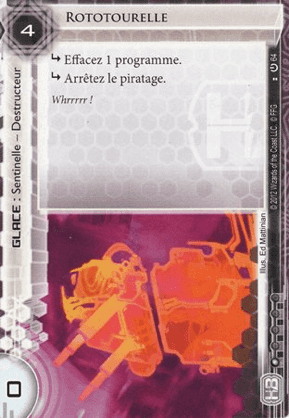 4
ROTOTOURELLE
↳ Effacez 1 programme.
↳ Arrêtez le piratage.
Whrrrrr !
GLACE : Sentinelle – Destructeur
64
© 2012 Wizards of the Coast LLC. © FFG
Illus. Ed Mattinian
0
HB